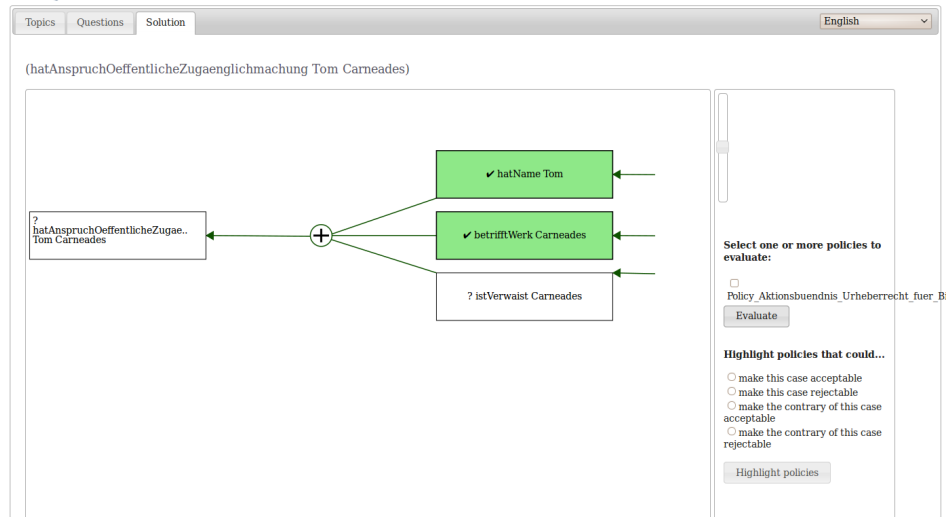 Topics Questions Solution English
(hatAnspruchOeffentlicheZugaenglichmachung Tom Carneades)
✔ hatName Tom
?
hatAnspruchOeffentlicheZugae..
Tom Carneades
+
✔ betrifftWerk Carneades
? istVerwaist Carneades
Select one or more policies to
evaluate:
Policy_Aktionsbuendnis_Urheberrecht_fuer_Bi
Evaluate
Highlight policies that could...
make this case acceptable
make this case rejectable
make the contrary of this case
acceptable
make the contrary of this case
rejectable
Highlight policies